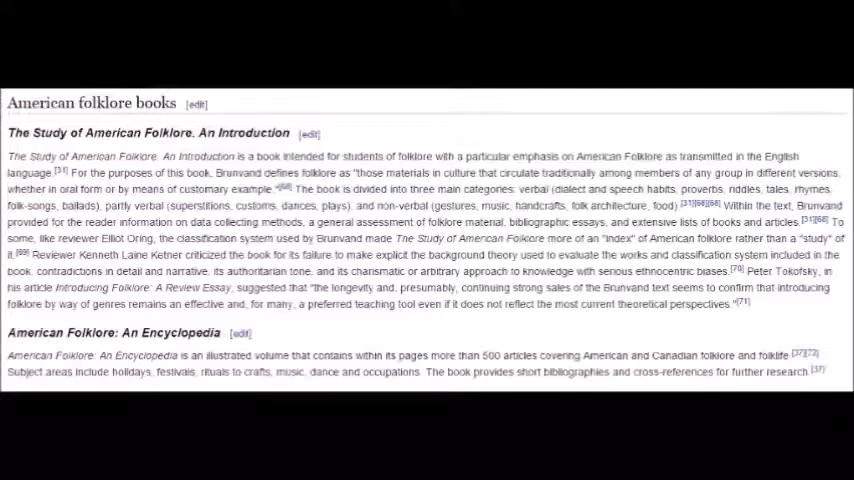 American folklore books [edit]
The Study of American Folklore. An Introduction [edit]
The Study of American Folklore: An Introduction is a book intended for students of folklore with a particular emphasis on American Folklore as transmitted in the English
language.[31] For the purposes of this book, Brunvand defines folklore as "those materials in culture that circulate traditionally among members of any group in different versions,
whether in oral form or by means of customary example."[68] The book is divided into three main categories: verbal (dialect and speech habits, proverbs, riddles, tales, rhymes,
folk-songs, ballads), partly verbal (superstitions, customs, dances, plays), and non-verbal (gestures, music, handcrafts, folk architecture, food).[31][66][68] Within the text, Brunvand
provided for the reader information on data collecting methods, a general assessment of folklore material, bibliographic essays, and extensive lists of books and articles.[31][68] To
some, like reviewer Elliot Oring, the classification system used by Brunvand made The Study of American Folklore more of an "index" of American folklore rather than a "study" of
it.[69] Reviewer Kenneth Laine Ketner criticized the book for its failure to make explicit the background theory used to evaluate the works and classification system included in the
book, contradictions in detail and narrative, its authoritarian tone, and its charismatic or arbitrary approach to knowledge with serious ethnocentric biases.[70] Peter Tokofsky, in
his article Introducing Folklore: A Review Essay, suggested that "the longevity and, presumably, continuing strong sales of the Brunvand text seems to confirm that introducing
folklore by way of genres remains an effective and, for many, a preferred teaching tool even if it does not reflect the most current theoretical perspectives."[71]
American Folklore: An Encyclopedia [edit]
American Folklore: An Encyclopedia is an illustrated volume that contains within its pages more than 500 articles covering American and Canadian folklore and folklife.[37][72]
Subject areas include holidays, festivals, rituals to crafts, music, dance and occupations. The book provides short bibliographies and cross-references for further research.[37]